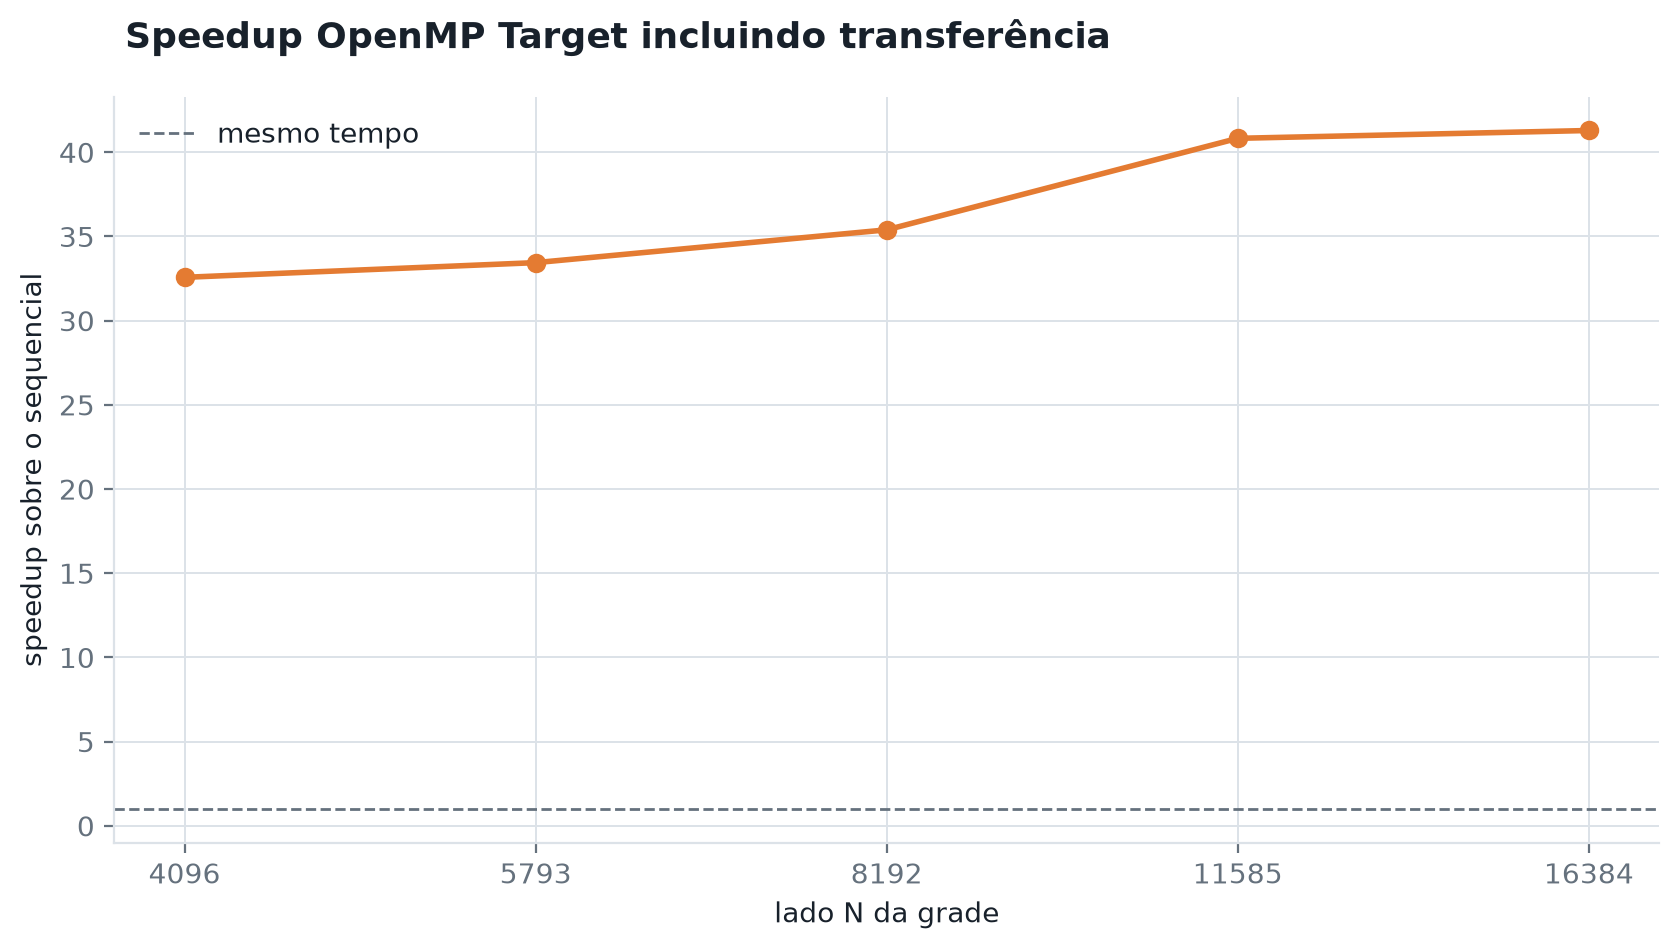 Speedup OpenMP Target incluindo transferência
mesmo tempo
speedup sobre o sequencial
40
35
30
25
20
15
10
5
0
4096 5793 8192 11585 16384
lado N da grade